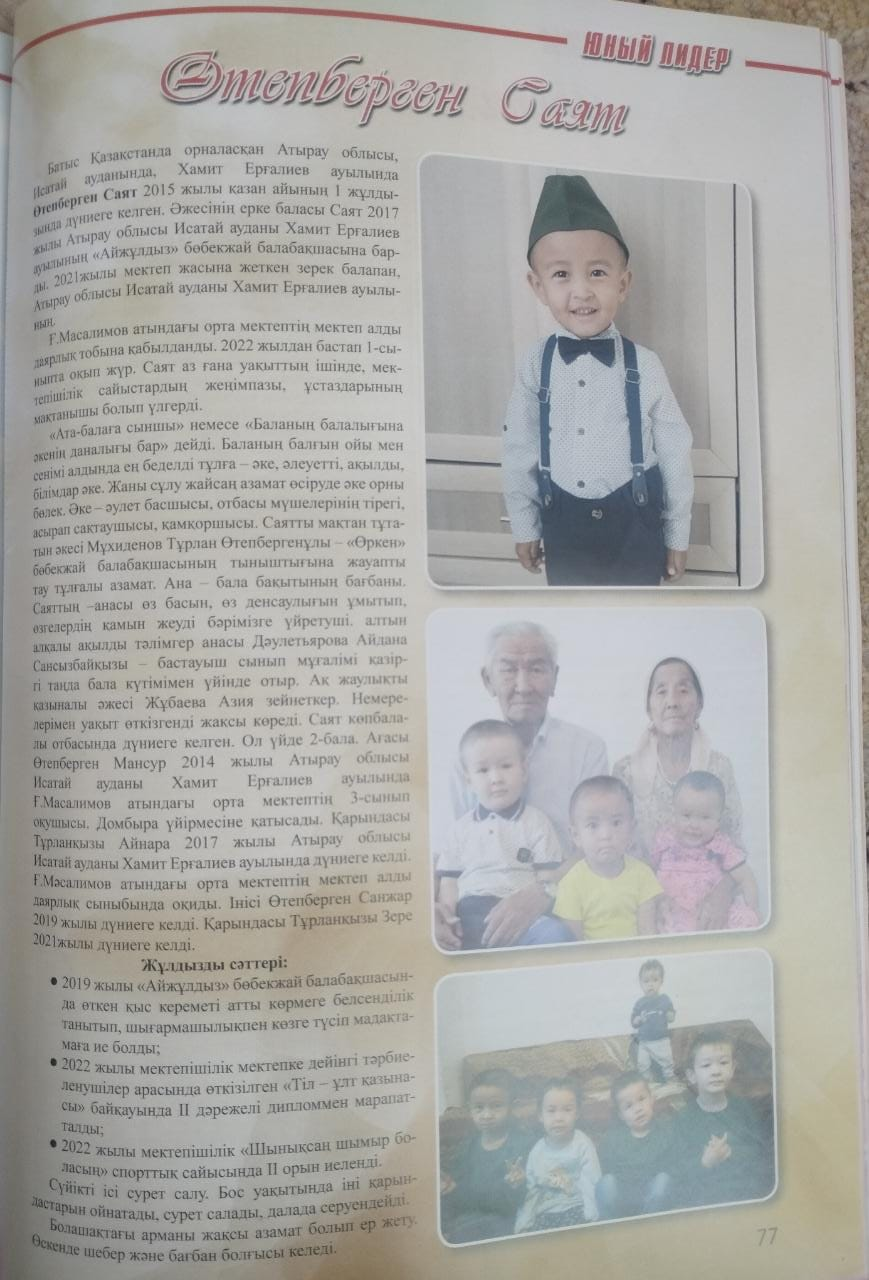 ЮНЫЙ ЛИДЕР
Өтепберген Саят
Батыс Қазақстанда орналасқан Атырау облысы,
Исатай ауданында, Хамит Ерғалиев ауылында
Өтепберген Саят 2015 жылы қазан айының 1 жұлды-
зында дүниеге келген. Әжесінің ерке баласы Саят 2017
жылы Атырау облысы Исатай ауданы Хамит Ерғалиев
ауылының «Айжұлдыз» бөбекжай балабақшасына бар-
ды. 2021жылы мектеп жасына жеткен зерек балапан,
Атырау облысы Исатай ауданы Хамит Ерғалиев ауылы-
ның.
Ғ.Масалимов атындағы орта мектептің мектеп алды
даярлық тобына қабылданды. 2022 жылдан бастап 1-сы-
ныпта оқып жүр. Саят аз ғана уақыттың ішінде, мек-
тепішілік сайыстардың жеңімпазы, ұстаздарының
мақтанышы болып үлгерді.
«Ата-балаға сыншы» немесе «Баланың балалығына
әкенің даналығы бар» дейді. Баланың балғын ойы мен
сенімі алдында ең беделді тұлға – әке, әлеуетті, ақылды,
білімдар әке. Жаны сұлу жайсаң азамат өсіруде әке орны
бөлек. Әке – әулет басшысы, отбасы мүшелерінің тірегі,
асырап сақтаушысы, қамқоршысы. Саятты мақтан тұта-
тын әкесі Мұхиденов Тұрлан Өтепбергенұлы – «Өркен»
бөбекжай балабақшасының тыныштығына жауапты
тау тұлғалы азамат. Ана – бала бақытының бағбаны.
Саяттың –анасы өз басын, өз денсаулығын ұмытып,
өзгелердің қамын жеуді бәрімізге үйретуші. алтын
алқалы ақылды тәлімгер анасы Дәулетьярова Айдана
Сансызбайқызы – бастауыш сынып мұғалімі қазір-
гі таңда бала күтімімен үйінде отыр. Ақ жаулықты
қазыналы әжесі Жұбаева Азия зейнеткер. Немере-
лерімен уақыт өткізгенді жақсы көреді. Саят көпбала-
лы отбасында дүниеге келген. Ол үйде 2-бала. Ағасы
Өтепберген Мансур 2014 жылы Атырау облысы
Исатай ауданы Хамит Ерғалиев ауылында
Ғ.Масалимов атындағы орта мектептің 3-сынып
оқушысы. Домбыра үйірмесіне қатысады. Қарындасы
Тұрланқызы Айнара 2017 жылы Атырау облысы
Исатай ауданы Хамит Ерғалиев ауылында дүниеге келді.
Ғ.Мәсалимов атындағы орта мектептің мектеп алды
даярлық сыныбында оқиды. Інісі Өтепберген Санжар
2019 жылы дүниеге келді. Қарындасы Тұрланқызы Зере
2021жылы дүниеге келді.
Жұлдызды сәттері:
• 2019 жылы «Айжұлдыз» бөбекжай балабақшасын-
да өткен қыс кереметі атты көрмеге белсенділік
танытып, шығармашылықпен көзге түсіп мадақта-
маға ие болды;
• 2022 жылы мектепішілік мектепке дейінгі тәрбие-
ленушілер арасында өткізілген «Тіл – ұлт қазына-
сы» байқауында II дәрежелі дипломмен марапат-
талды;
• 2022 жылы мектепішілік «Шынықсаң шымыр бо-
ласың» спорттық сайысында II орын иеленді.
Сүйікті ісі сурет салу. Бос уақытында іні қарын-
дастарын ойнатады, сурет салады, далада серуендейді.
Болашақтағы арманы жақсы азамат болып ер жету.
Өскенде шебер және бағбан болғысы келеді.
77